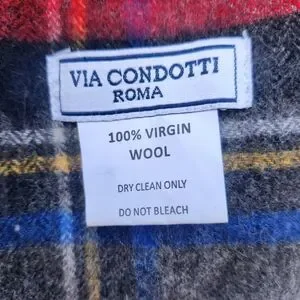 VIA CONDOTTI
ROMA
100% VIRGIN
WOOL
DRY CLEAN ONLY
DO NOT BLEACH